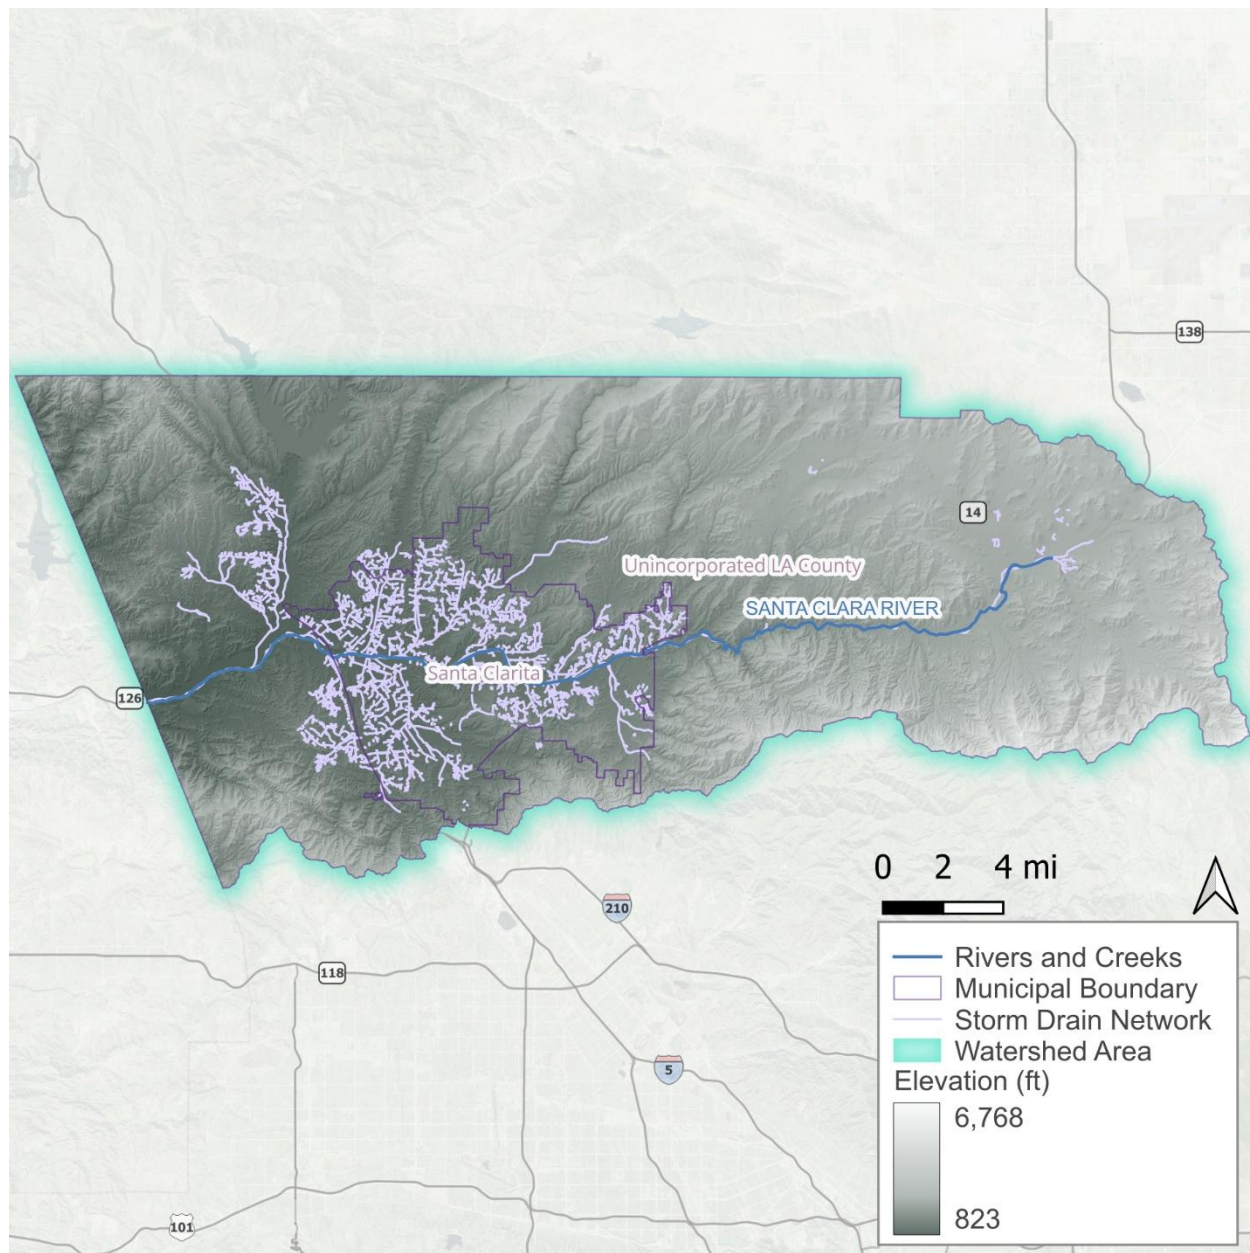 138
14
Unincorporated LA County
SANTA CLARA RIVER
Santa Clarita
126
0 2 4 mi
210
118
5
101
Rivers and Creeks
Municipal Boundary
Storm Drain Network
Watershed Area
Elevation (ft)
6,768
823